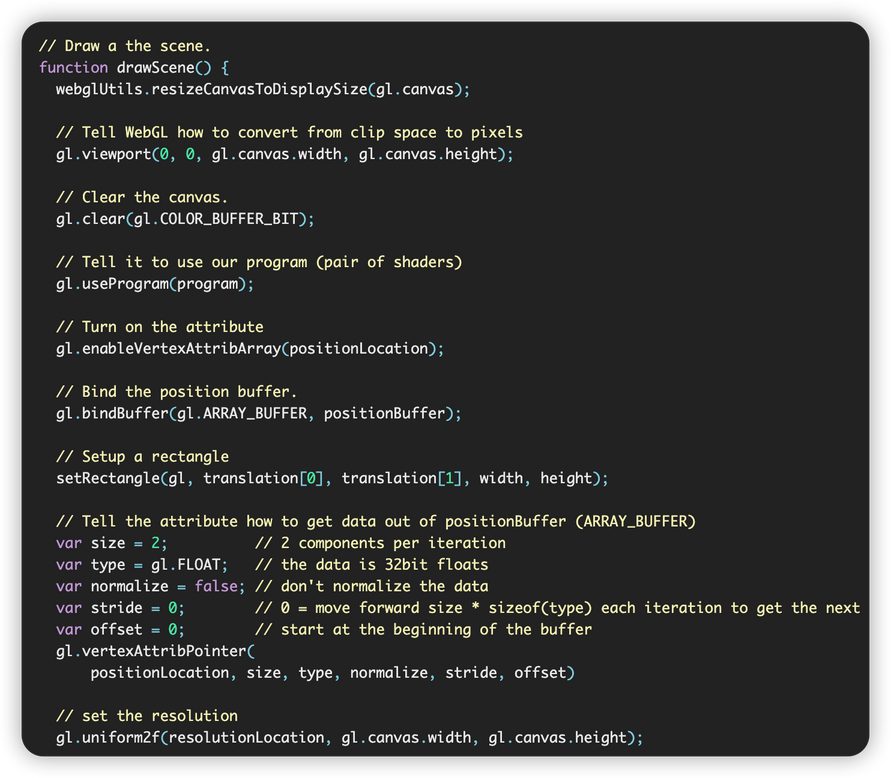 // Draw a the scene.
function drawScene() {
  webglUtils.resizeCanvasToDisplaySize(gl.canvas);

  // Tell WebGL how to convert from clip space to pixels
  gl.viewport(0, 0, gl.canvas.width, gl.canvas.height);

  // Clear the canvas.
  gl.clear(gl.COLOR_BUFFER_BIT);

  // Tell it to use our program (pair of shaders)
  gl.useProgram(program);

  // Turn on the attribute
  gl.enableVertexAttribArray(positionLocation);

  // Bind the position buffer.
  gl.bindBuffer(gl.ARRAY_BUFFER, positionBuffer);

  // Setup a rectangle
  setRectangle(gl, translation[0], translation[1], width, height);

  // Tell the attribute how to get data out of positionBuffer (ARRAY_BUFFER)
  var size = 2;          // 2 components per iteration
  var type = gl.FLOAT;   // the data is 32bit floats
  var normalize = false; // don't normalize the data
  var stride = 0;        // 0 = move forward size * sizeof(type) each iteration to get the next
  var offset = 0;        // start at the beginning of the buffer
  gl.vertexAttribPointer(
      positionLocation, size, type, normalize, stride, offset)

  // set the resolution
  gl.uniform2f(resolutionLocation, gl.canvas.width, gl.canvas.height);